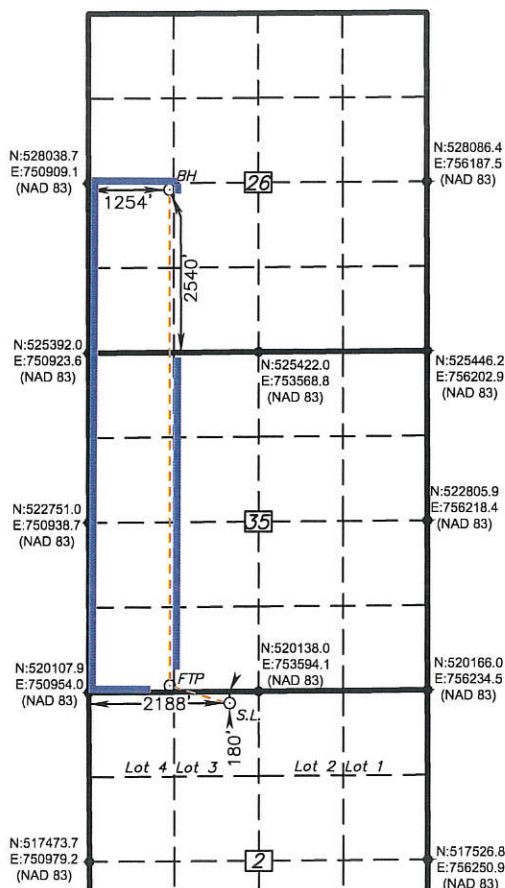 N:528038.7
E:750909.1
(NAD 83)
BH
26
N:528086.4
E:756187.5
(NAD 83)
1254'
2540'
N:525392.0
E:750923.6
(NAD 83)
N:525422.0
E:753568.8
(NAD 83)
N:525446.2
E:756202.9
(NAD 83)
N:522751.0
E:750938.7
(NAD 83)
35
N:522805.9
E:756218.4
(NAD 83)
N:520107.9
E:750954.0
(NAD 83)
FTP
N:520138.0
E:753594.1
(NAD 83)
N:520166.0
E:756234.5
(NAD 83)
2188'
S.L.
180'
Lot 4
Lot 3
Lot 2
Lot 1
N:517473.7
E:750979.2
(NAD 83)
2
N:517526.8
E:756250.9
(NAD 83)